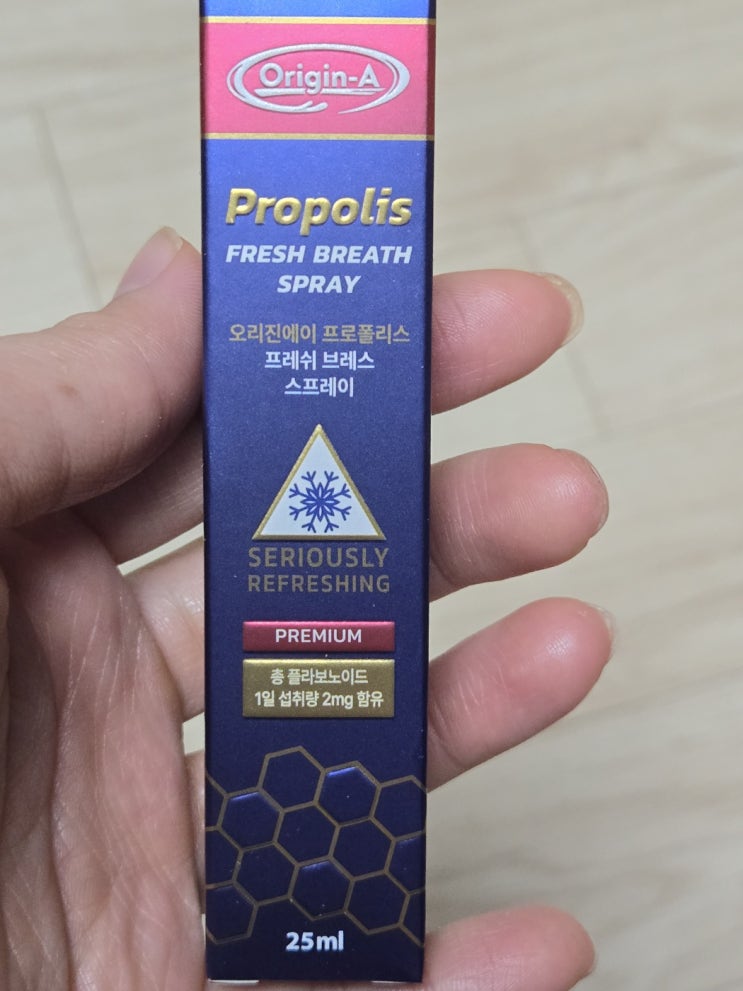 Origin-A
Propolis
FRESH BREATH
SPRAY
오리진에이 프로폴리스
프레쉬 브레스
스프레이
SERIOUSLY
REFRESHING
PREMIUM
총 플라보노이드
1일 섭취량 2mg 함유
25ml